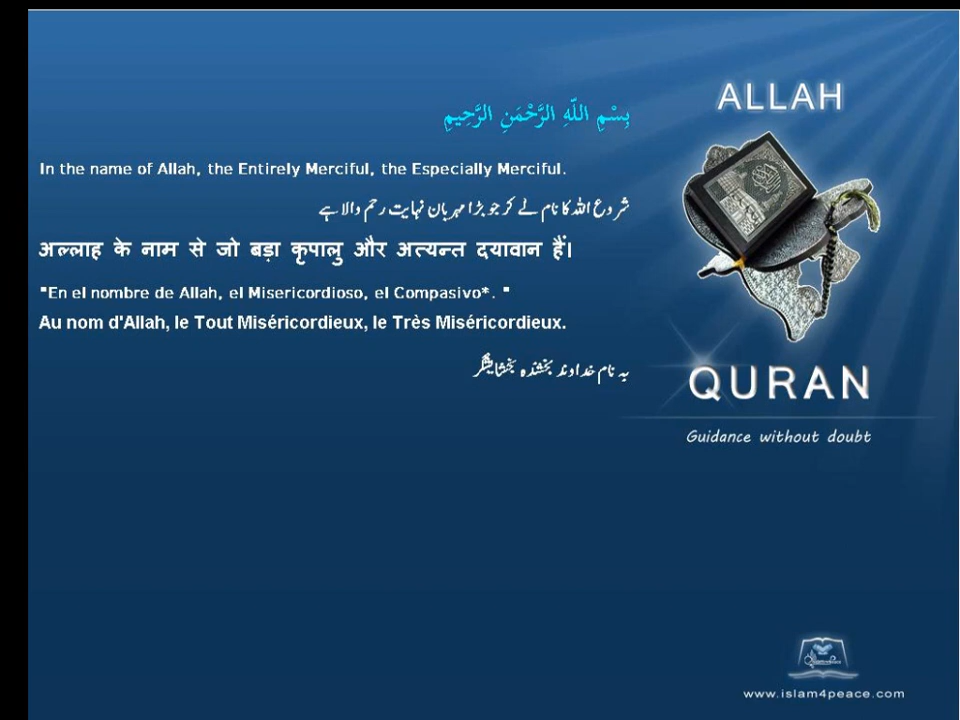 بِسْمِ اللَّهِ الرَّحْمَنِ الرَّحِيمِ
In the name of Allah, the Entirely Merciful, the Especially Merciful.
شروع الله کا نام لے کر جو بڑا مہربان نہایت رحم والا ہے
अल्लाह के नाम से जो बड़ा कृपालु और अत्यन्त दयावान हैं।
"En el nombre de Allah, el Misericordioso, el Compasivo*. "
Au nom d'Allah, le Tout Miséricordieux, le Très Miséricordieux.
به نام خداوند بخشنده بخشایشگر
ALLAH
QURAN
Guidance without doubt
www.islam4peace.com